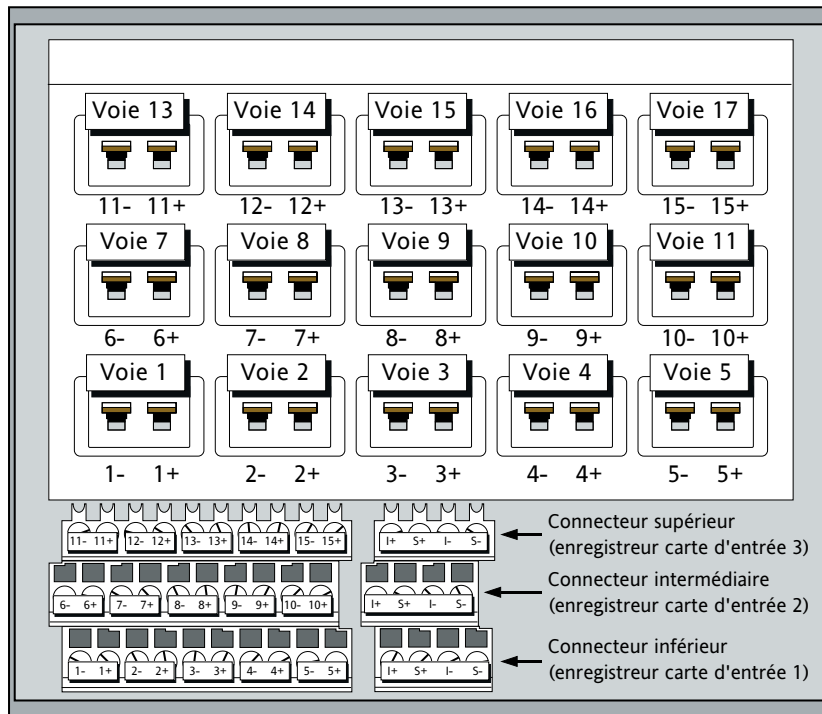 Voie 13 Voie 14 Voie 15 Voie 16 Voie 17
11- 11+ 12- 12+ 13- 13+ 14- 14+ 15- 15+
Voie 7 Voie 8 Voie 9 Voie 10 Voie 11
6- 6+ 7- 7+ 8- 8+ 9- 9+ 10- 10+
Voie 1 Voie 2 Voie 3 Voie 4 Voie 5
1- 1+ 2- 2+ 3- 3+ 4- 4+ 5- 5+
11- 11+ 12- 12+ 13- 13+ 14- 14+ 15- 15+ I+ S+ I- S-
Connecteur supérieur
(enregistreur carte d'entrée 3)
6- 6+ 7- 7+ 8- 8+ 9- 9+ 10- 10+ I+ S+ I- S-
Connecteur intermédiaire
(enregistreur carte d'entrée 2)
1- 1+ 2- 2+ 3- 3+ 4- 4+ 5- 5+ I+ S+ I- S-
Connecteur inférieur
(enregistreur carte d'entrée 1)